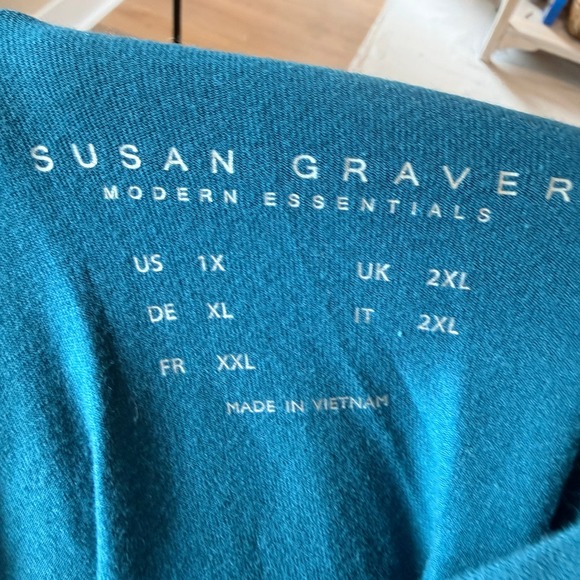 SUSAN GRAVER
MODERN ESSENTIALS
US 1X UK 2XL
DE XL IT 2XL
FR XXL
MADE IN VIETNAM